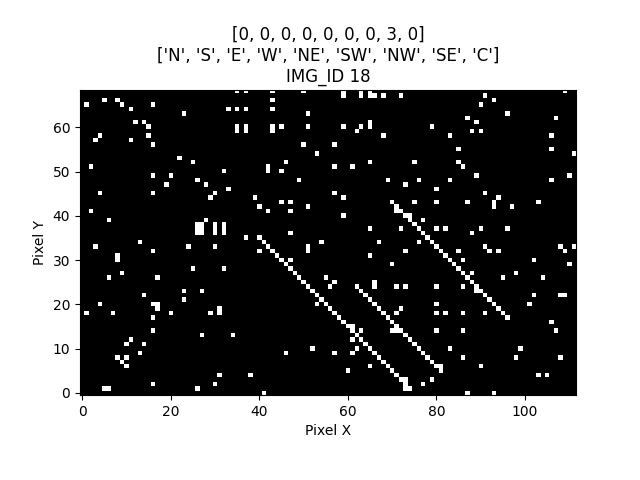 [0, 0, 0, 0, 0, 0, 0, 3, 0]
['N', 'S', 'E', 'W', 'NE', 'SW', 'NW', 'SE', 'C']
IMG_ID 18
60
50
40
30
20
10
0
Pixel Y
0 20 40 60 80 100
Pixel X